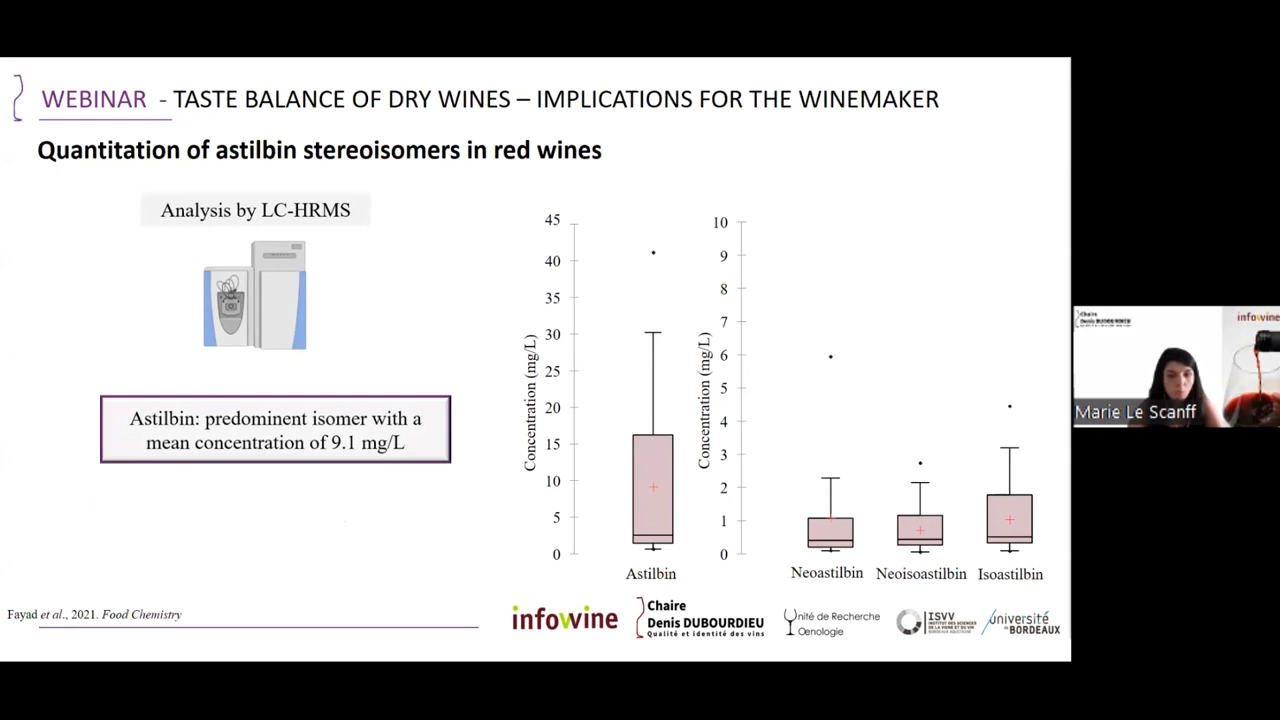 WEBINAR - TASTE BALANCE OF DRY WINES – IMPLICATIONS FOR THE WINEMAKER
Quantitation of astilbin stereoisomers in red wines
Analysis by LC-HRMS
Astilbin: predominent isomer with a
mean concentration of 9.1 mg/L
Concentration (mg/L)
45
40
35
30
25
20
15
10
5
0
Astilbin
Concentration (mg/L)
10
9
8
7
6
5
4
3
2
1
0
Neoastilbin Neoisoastilbin Isoastilbin
Fayad et al., 2021. Food Chemistry
infowine
Chaire
Denis DUBOURDIEU
Qualité et identité des vins
Unité de Recherche
Œnologie
ISVV
INSTITUT DES SCIENCES
DE LA VIGNE ET DU VIN
BORDEAUX AQUITAINE
université
de BORDEAUX
Chaire
Denis DUBOURDIEU
infowine
Marie Le Scanff